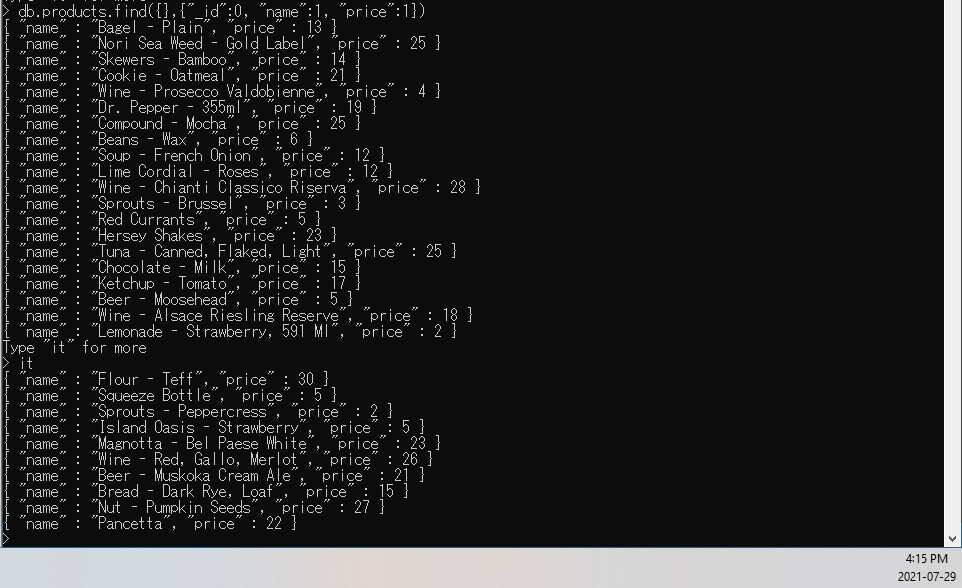 > db.products.find({},{"_id":0, "name":1, "price":1})
{ "name" : "Bagel - Plain", "price" : 13 }
{ "name" : "Nori Sea Weed - Gold Label", "price" : 25 }
{ "name" : "Skewers - Bamboo", "price" : 14 }
{ "name" : "Cookie - Oatmeal", "price" : 21 }
{ "name" : "Wine - Prosecco Valdobienne", "price" : 4 }
{ "name" : "Dr. Pepper - 355ml", "price" : 19 }
{ "name" : "Compound - Mocha", "price" : 25 }
{ "name" : "Beans - Wax", "price" : 6 }
{ "name" : "Soup - French Onion", "price" : 12 }
{ "name" : "Lime Cordial - Roses", "price" : 12 }
{ "name" : "Wine - Chianti Classico Riserva", "price" : 28 }
{ "name" : "Sprouts - Brussel", "price" : 3 }
{ "name" : "Red Currants", "price" : 5 }
{ "name" : "Hersey Shakes", "price" : 23 }
{ "name" : "Tuna - Canned, Flaked, Light", "price" : 25 }
{ "name" : "Chocolate - Milk", "price" : 15 }
{ "name" : "Ketchup - Tomato", "price" : 17 }
{ "name" : "Beer - Moosehead", "price" : 5 }
{ "name" : "Wine - Alsace Riesling Reserve", "price" : 18 }
{ "name" : "Lemonade - Strawberry, 591 Ml", "price" : 2 }
Type "it" for more
> it
{ "name" : "Flour - Teff", "price" : 30 }
{ "name" : "Squeeze Bottle", "price" : 5 }
{ "name" : "Sprouts - Peppercress", "price" : 2 }
{ "name" : "Island Oasis - Strawberry", "price" : 5 }
{ "name" : "Magnotta - Bel Paese White", "price" : 23 }
{ "name" : "Wine - Red, Gallo, Merlot", "price" : 26 }
{ "name" : "Beer - Muskoka Cream Ale", "price" : 21 }
{ "name" : "Bread - Dark Rye, Loaf", "price" : 15 }
{ "name" : "Nut - Pumpkin Seeds", "price" : 27 }
{ "name" : "Pancetta", "price" : 22 }
>
4:15 PM
2021-07-29